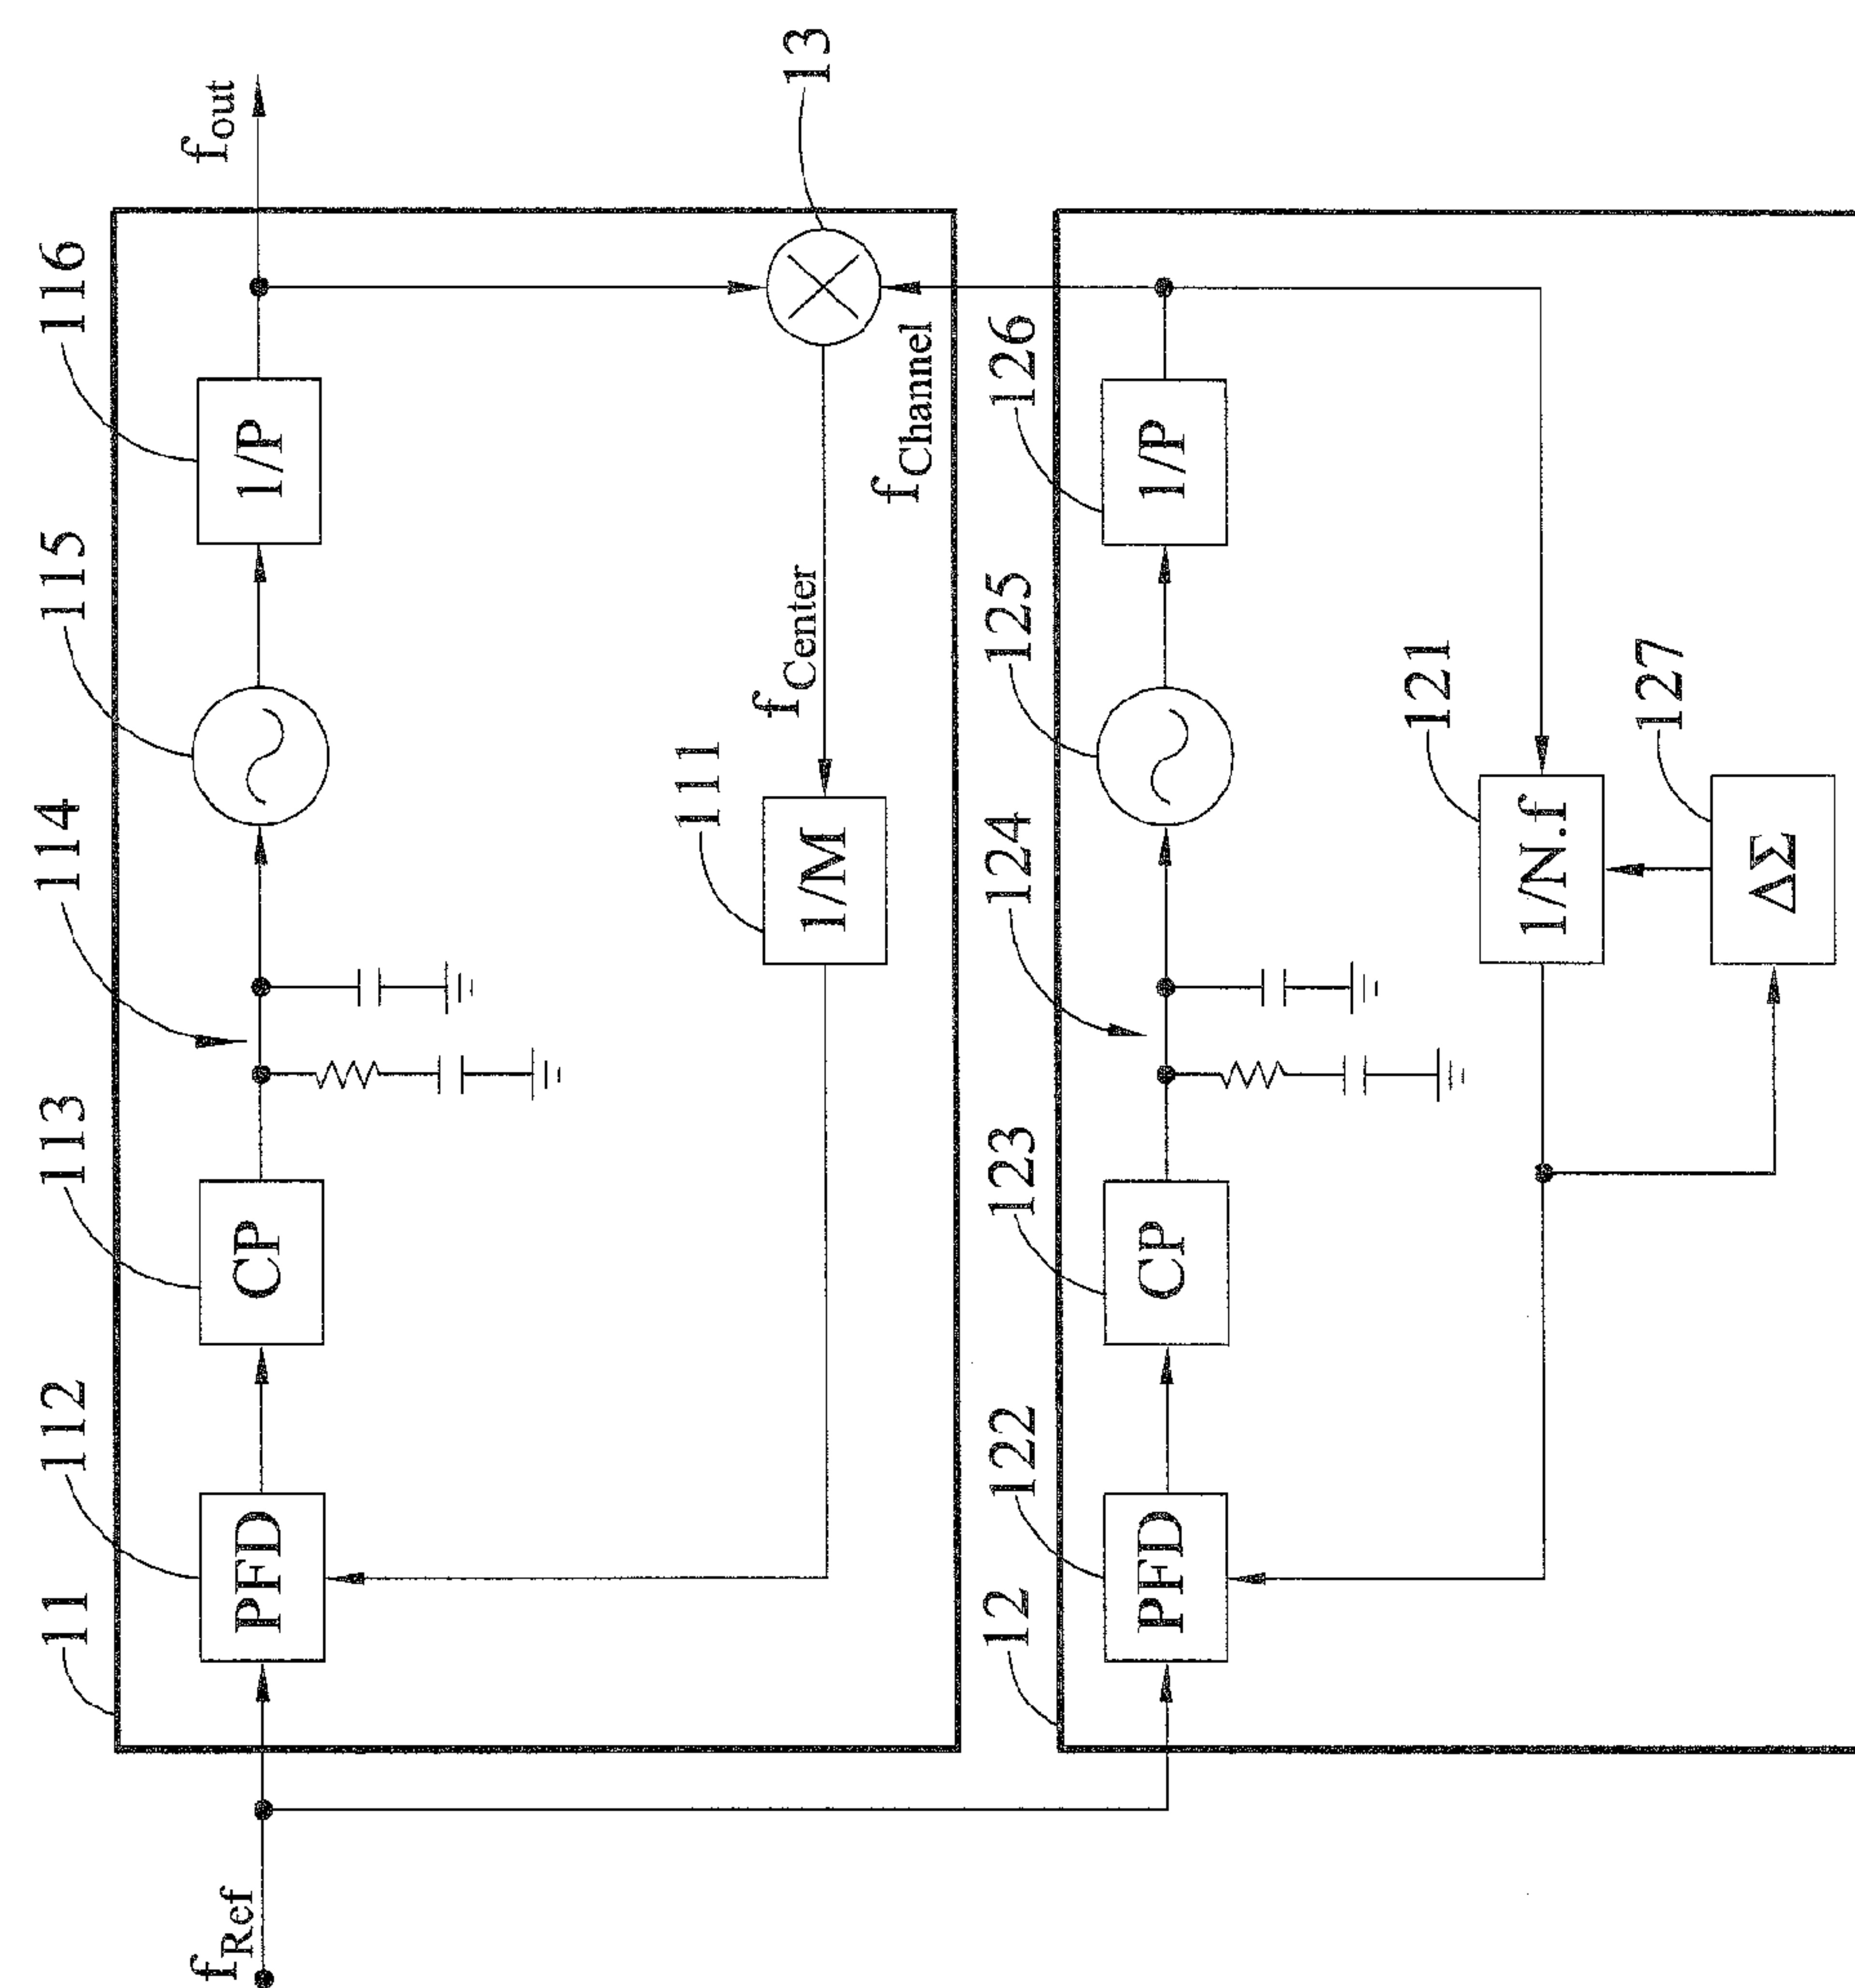 11
112
113
114
115
116
f_out
f_Ref
PFD
CP
1/P
13
111
1/M
f_Center
f_Channel
12
122
123
124
125
126
PFD
CP
1/P
121
1/N.f
127
ΔΣ